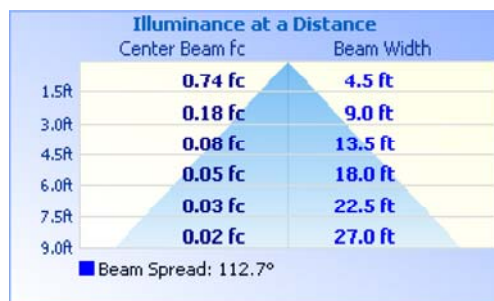 Illuminance at a Distance
Center Beam fc Beam Width
1.5ft 0.74 fc 4.5 ft
3.0ft 0.18 fc 9.0 ft
4.5ft 0.08 fc 13.5 ft
6.0ft 0.05 fc 18.0 ft
7.5ft 0.03 fc 22.5 ft
9.0ft 0.02 fc 27.0 ft
Beam Spread: 112.7°